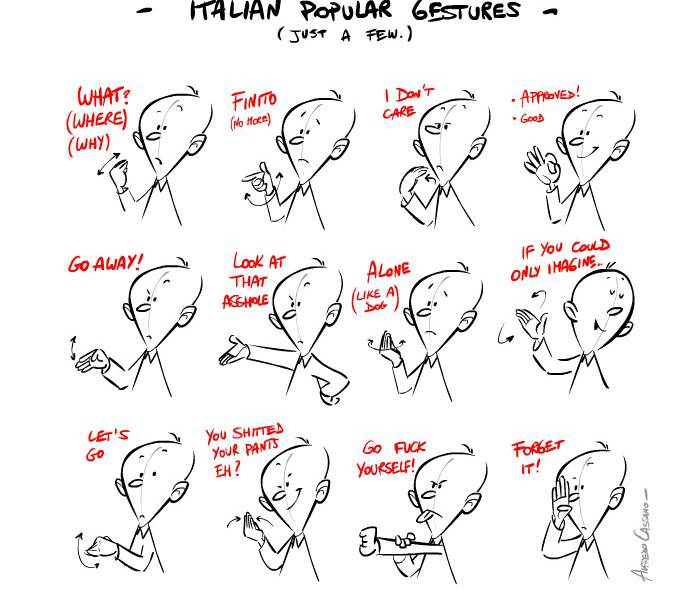 - ITALIAN POPULAR GESTURES -
(JUST A FEW.)
WHAT?
(WHERE)
(WHY)
FINITO
(NO MORE)
I DON'T
CARE
• APPROVED!
• GOOD
GO AWAY!
LOOK AT
THAT
ASSHOLE
ALONE
(LIKE A)
DOG
IF YOU COULD
ONLY IMAGINE..
LET'S
GO
YOU SHITTED
YOUR PANTS
EH?
GO FUCK
YOURSELF!
FORGET
IT!
ALFREDO CASSANO -